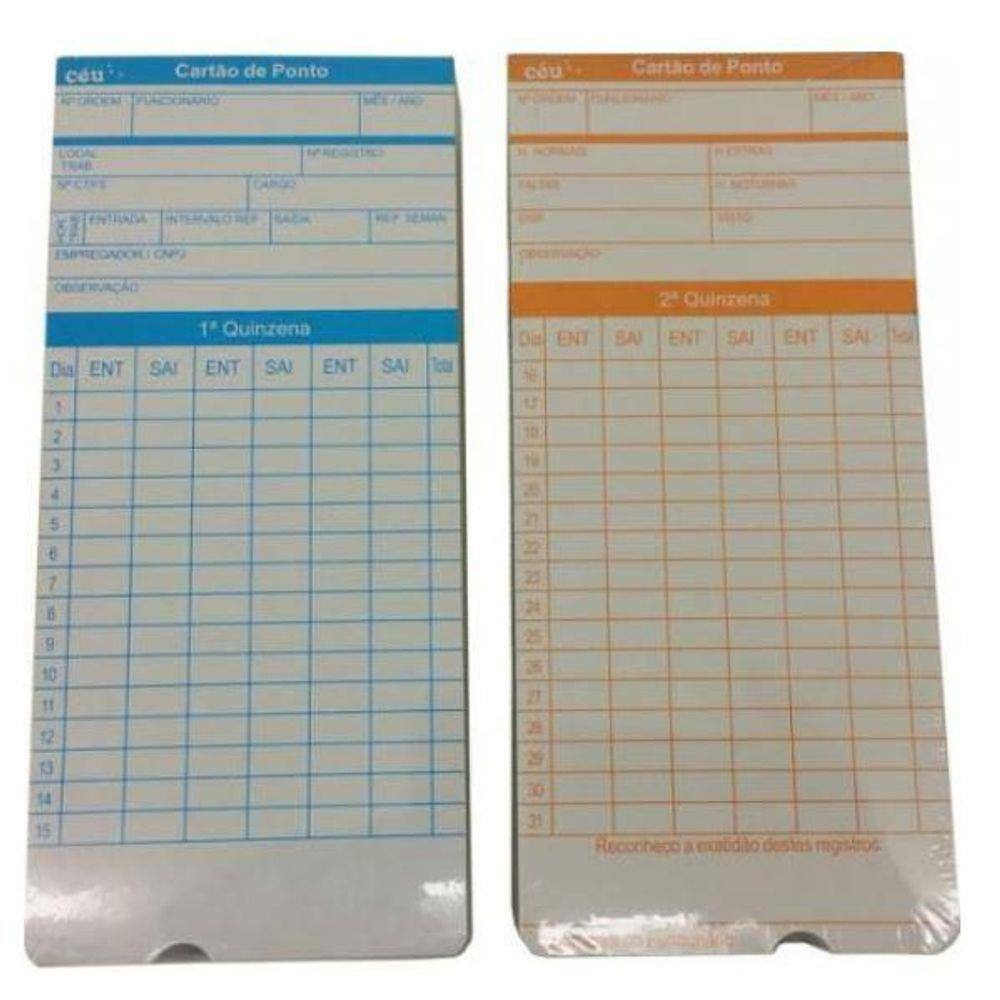 céu
Cartão de Ponto
Nº ORDEM FUNCIONÁRIO MÊS / ANO
LOCAL TRAB. Nº REGISTRO
Nº CTPS CARGO
HOR. TRAB. ENTRADA INTERVALO REF. SAÍDA REP. SEMAN.
EMPREGADOR / CNPJ
OBSERVAÇÃO
1ª Quinzena
Dia ENT SAI ENT SAI ENT SAI Total
1
2
3
4
5
6
7
8
9
10
11
12
13
14
15
céu
Cartão de Ponto
Nº ORDEM FUNCIONÁRIO MÊS / ANO
H. NORMAIS H. EXTRAS
FALTAS H. NOTURNAS
DSR VISTO
OBSERVAÇÃO
2ª Quinzena
Dia ENT SAI ENT SAI ENT SAI Total
16
17
18
19
20
21
22
23
24
25
26
27
28
29
30
31
Reconheço a exatidão destes registros.